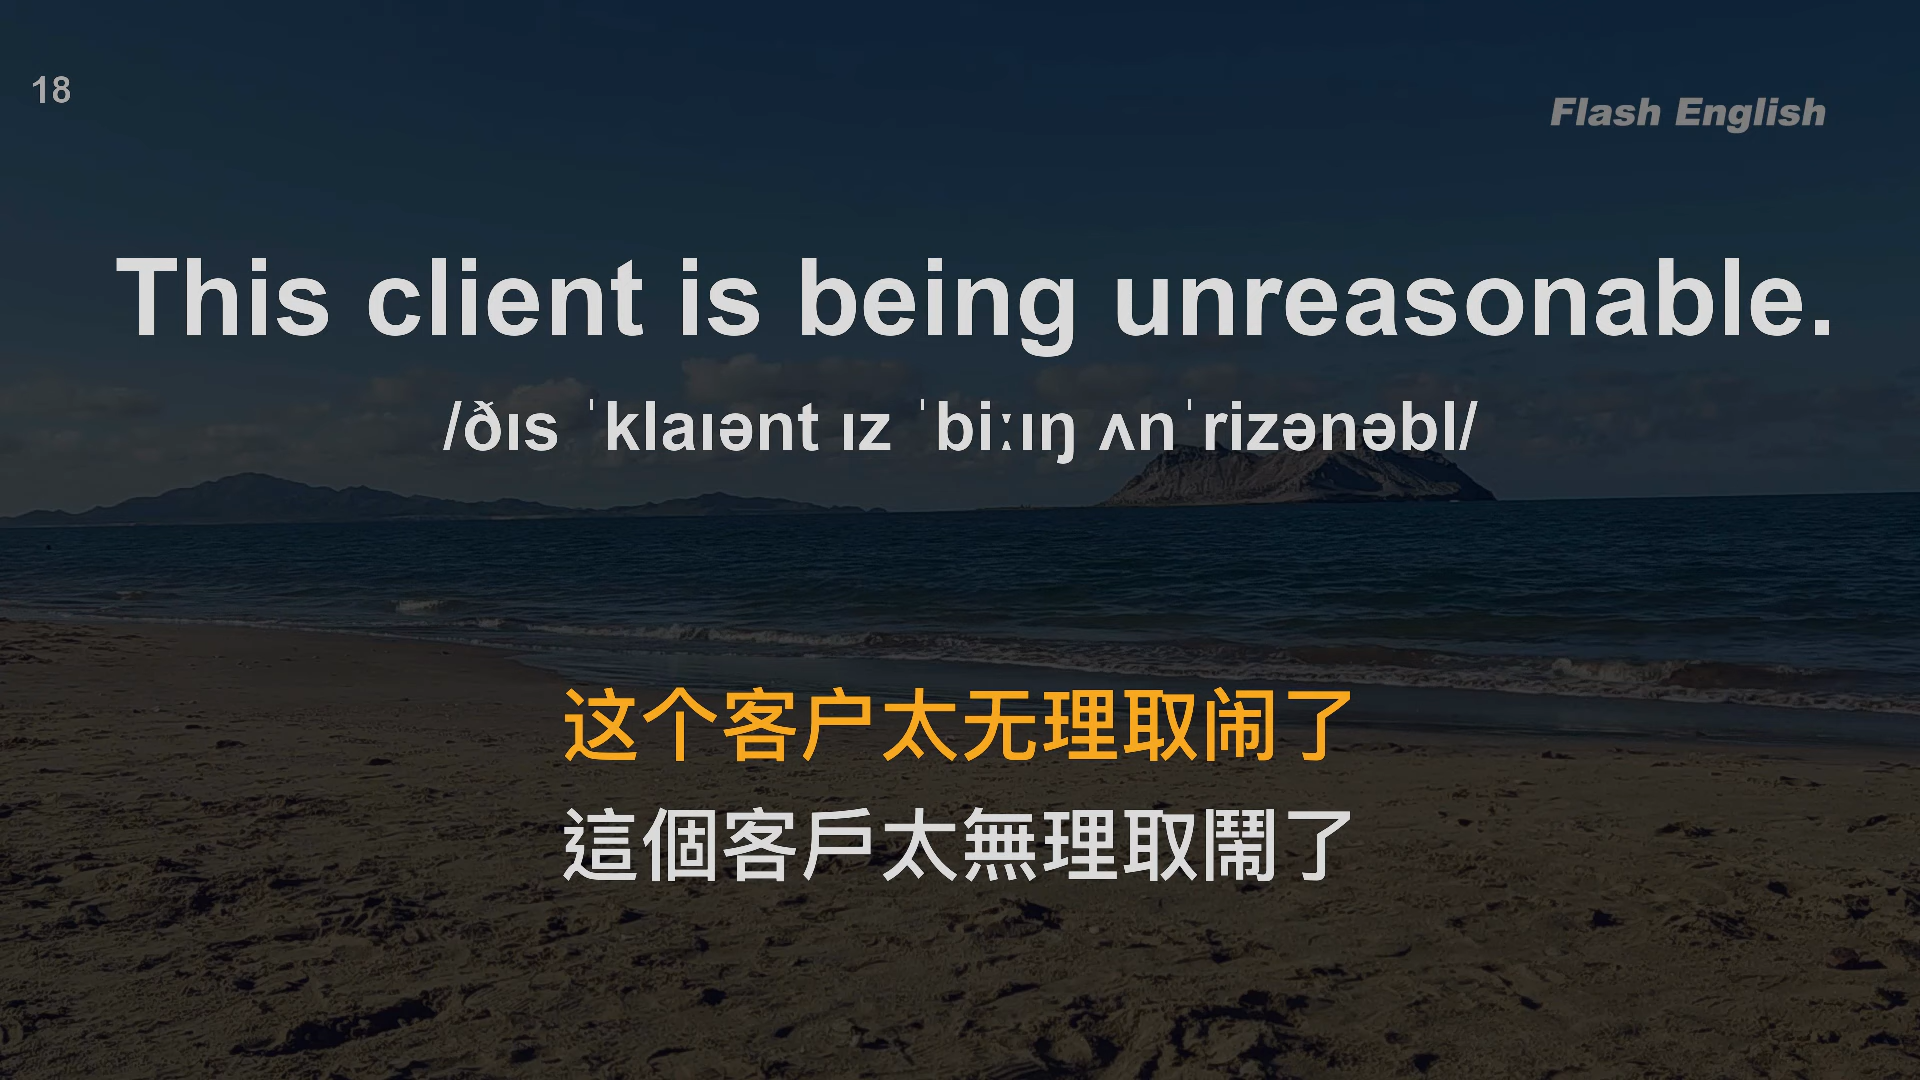 18
Flash English
This client is being unreasonable.
/ðɪs ˈklaɪənt ɪz ˈbiːɪŋ ʌnˈrizənəbl/
这个客户太无理取闹了
這個客戶太無理取鬧了